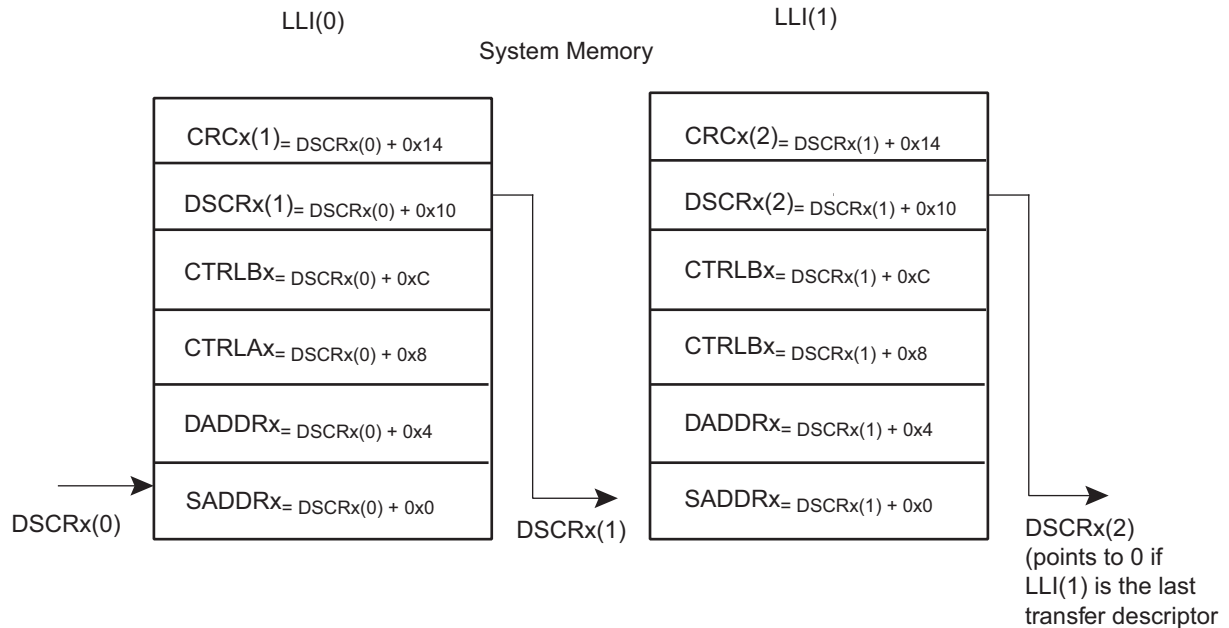 LLI(0)
LLI(1)
System Memory
CRCx(1)= DSCRx(0) + 0x14
DSCRx(1)= DSCRx(0) + 0x10
CTRLBx= DSCRx(0) + 0xC
CTRLAx= DSCRx(0) + 0x8
DADDRx= DSCRx(0) + 0x4
SADDRx= DSCRx(0) + 0x0
DSCRx(0)
DSCRx(1)
CRCx(2)= DSCRx(1) + 0x14
DSCRx(2)= DSCRx(1) + 0x10
CTRLBx= DSCRx(1) + 0xC
CTRLBx= DSCRx(1) + 0x8
DADDRx= DSCRx(1) + 0x4
SADDRx= DSCRx(1) + 0x0
DSCRx(2)
(points to 0 if
LLI(1) is the last
transfer descriptor